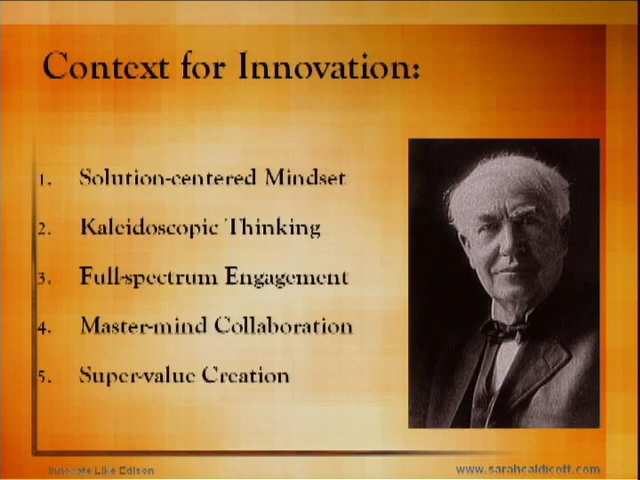 Context for Innovation:
1. Solution-centered Mindset
2. Kaleidoscopic Thinking
3. Full-spectrum Engagement
4. Master-mind Collaboration
5. Super-value Creation
Innovate Like Edison
www.sarahcaldicott.com